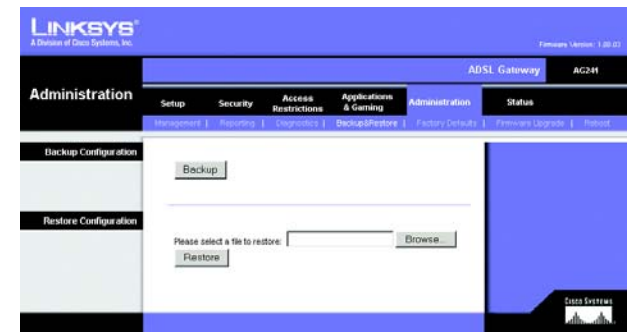 LINKSYS®
A Division of Cisco Systems, Inc.
Firmware Version: 1.00.03
ADSL Gateway AG241
Administration
Setup Security Access Restrictions Applications & Gaming Administration Status
Management | Reporting | Diagnostics | Backup&Restore | Factory Defaults | Firmware Upgrade | Reboot
Backup Configuration
Backup
Restore Configuration
Please select a file to restore: Browse...
Restore
CISCO SYSTEMS